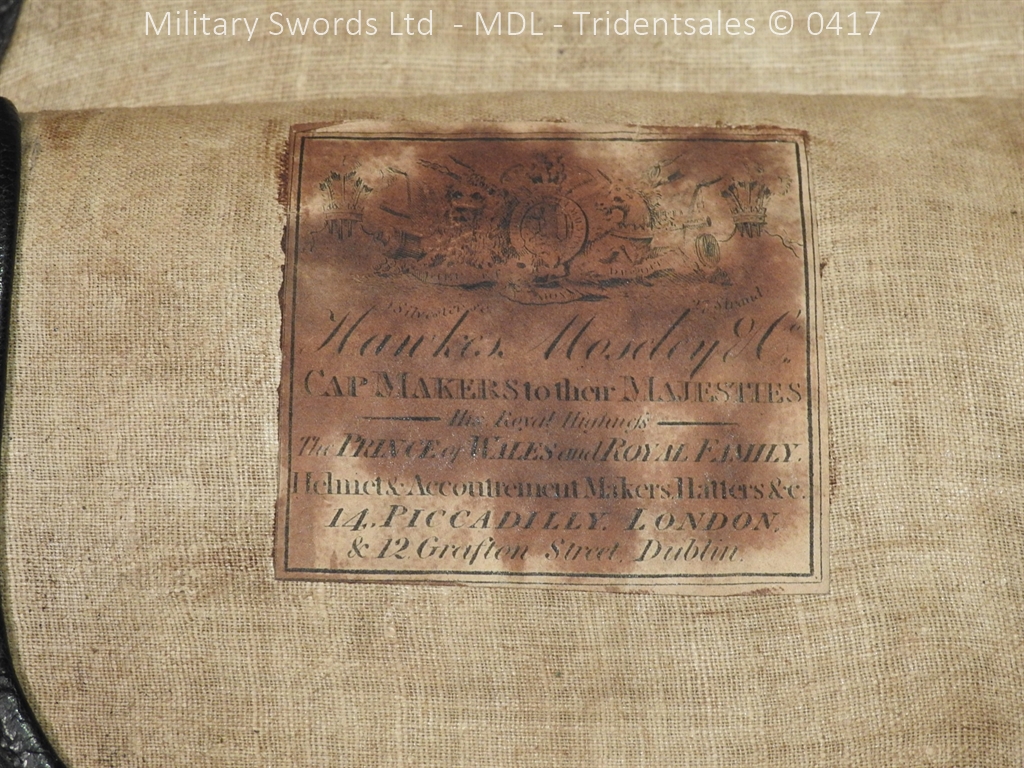 Military Swords Ltd - MDL - Tridentsales © 0417
Strand
Hawkes, Moseley & Co.
CAP MAKERS to their MAJESTIES
His Royal Highness
The PRINCE of WALES and ROYAL FAMILY.
Helmet & Accoutrement Makers, Hatters &c.
14, PICCADILLY, LONDON,
& 12 Grafton Street, Dublin.